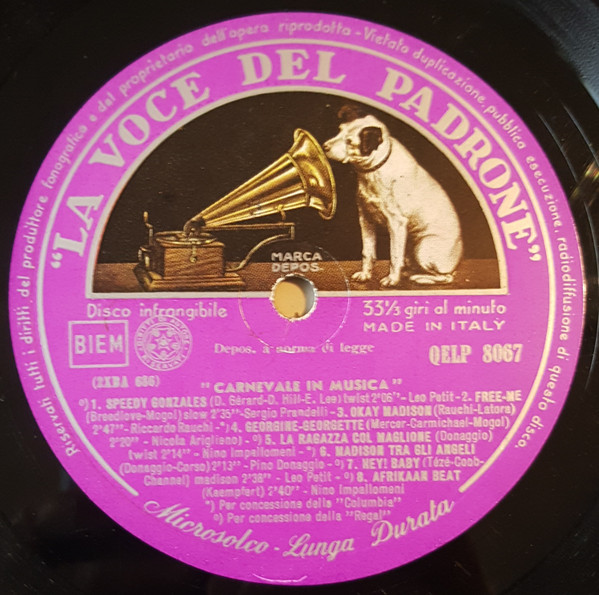 Riservati tutti i diritti del produttore fonografico e del proprietario dell'opera riprodotta - Vietata duplicazione, pubblica esecuzione, radiodiffusione di questo disco.
"LA VOCE DEL PADRONE"
MARCA
DEPOS.
Disco infrangibile
33⅓ giri al minuto
MADE IN ITALY
BIEM
Depos. a norma di legge
QELP 8067
(2XBA 686)
"CARNEVALE IN MUSICA"
º)1. SPEEDY GONZALES (D. Gérard-D. Hill-E. Lee) twist 2'06"- Leo Petit - 2. FREE-ME
(Breedlove-Mogol) slow 2'35"- Sergio Prendelli - 3. OKAY MADISON (Rauchi-Latora)
2'47"- Riccardo Rauchi - º)4. GEORGINE-GEORGETTE (Mercer-Carmichael-Mogol)
2'20" - Nicola Arigliano) - º) 5. LA RAGAZZA COL MAGLIONE (Donaggio)
twist 2'14" - Nino Impallomeni - *) 6. MADISON TRA GLI ANGELI
(Donaggio-Corso) 2'13" - Pino Donaggio - º) 7. HEY! BABY (Tézé-Cobb-
Channel) madison 2'36" - Leo Petit - º) 8. AFRIKAAN BEAT
(Kaempfert) 2'40" - Nino Impallomeni
*) Per concessione della "Columbia"
º) Per concessione della "Regal"
Microsolco - Lunga Durata